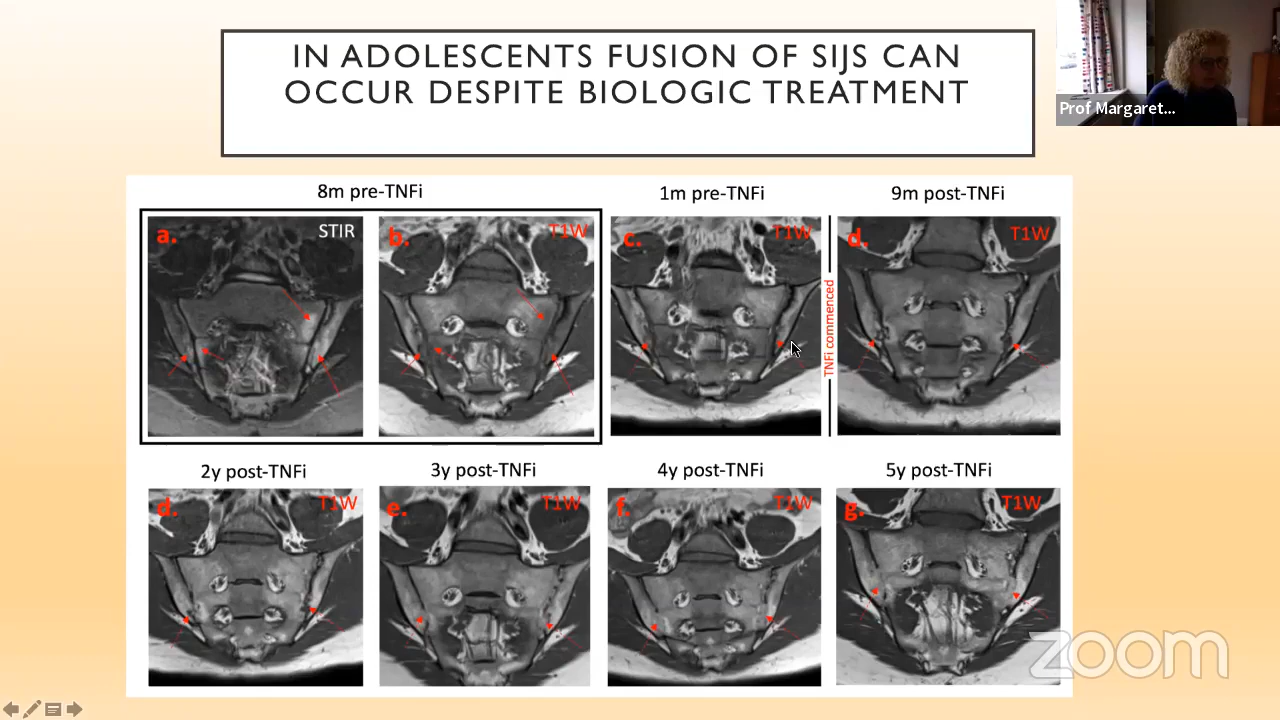 IN ADOLESCENTS FUSION OF SIJS CAN
OCCUR DESPITE BIOLOGIC TREATMENT
Prof Margaret...
8m pre-TNFi
1m pre-TNFi
9m post-TNFi
a.
STIR
b.
T1W
c.
T1W
TNFi commenced
d.
T1W
2y post-TNFi
3y post-TNFi
4y post-TNFi
5y post-TNFi
d.
T1W
e.
T1W
f.
T1W
g.
T1W
zoom